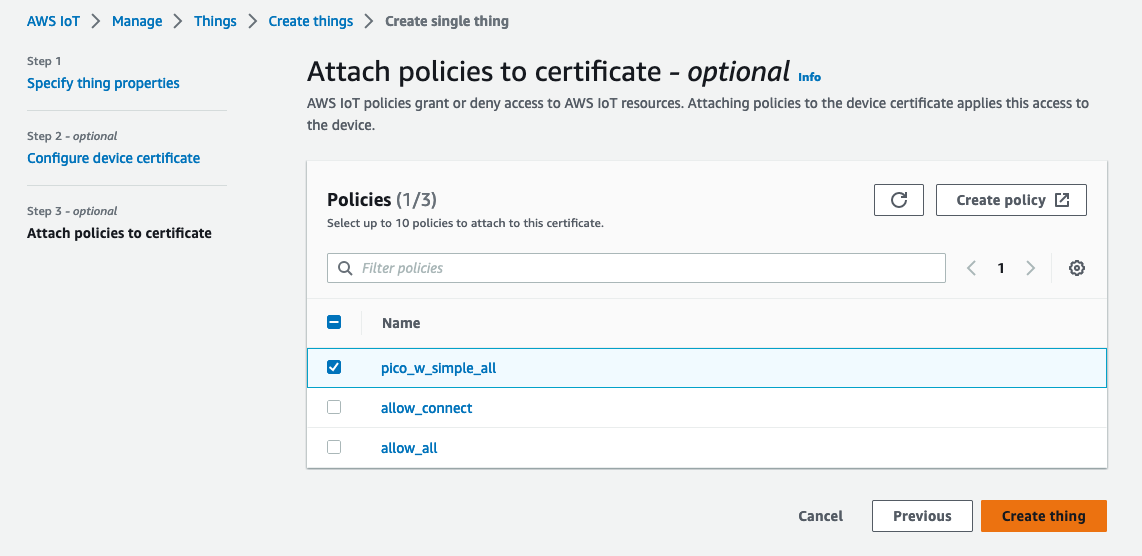 AWS IoT > Manage > Things > Create things > Create single thing
Step 1
Specify thing properties
Step 2 - optional
Configure device certificate
Step 3 - optional
Attach policies to certificate
Attach policies to certificate - optional Info
AWS IoT policies grant or deny access to AWS IoT resources. Attaching policies to the device certificate applies this access to
the device.
Policies (1/3)
Select up to 10 policies to attach to this certificate.
Create policy
Filter policies
1
Name
pico_w_simple_all
allow_connect
allow_all
Cancel
Previous
Create thing